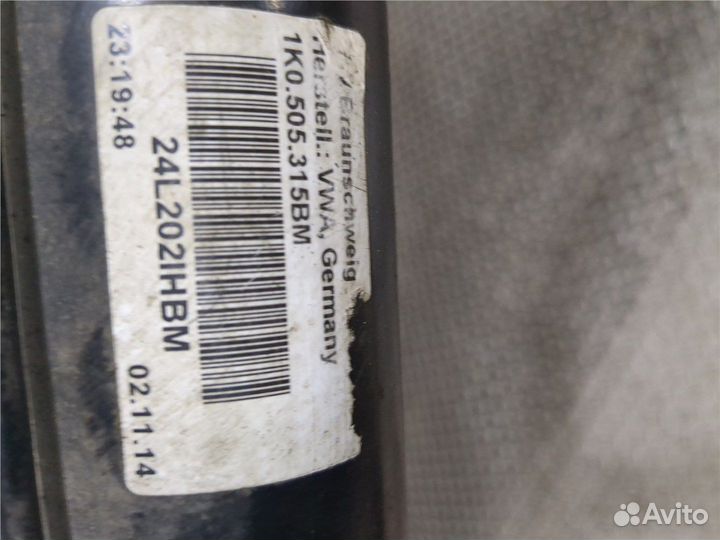 Braunschweig
Herstell.: VWA, Germany
1K0.505.315BM
24L202IHBM
23:19:48 02.11.14
Avito